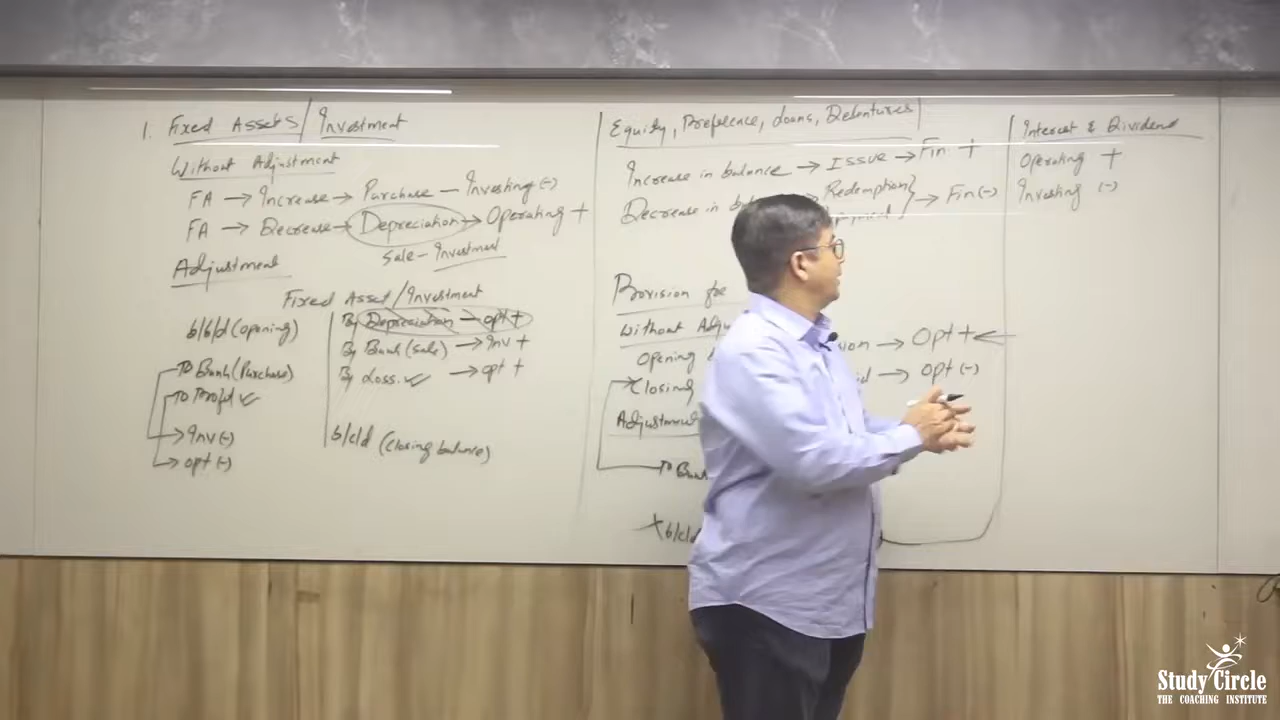 1. Fixed Assets/Investment
Without Adjustment
FA → Increase → Purchase – Investing (-)
FA → Decrease → Depreciation → Operating +
Sale – Investment
Adjustment
Fixed Asset/Investment
b/b/d (opening)
To Bank (Purchase)
To Profit ✓
→ Inv (-)
→ opt (-)
By Depreciation → opt +
By Bank (sale) → Inv +
By Loss. ✓ → opt +
b/c/d (closing balance)
Equity, Preference, Loans, Debentures
Increase in balance → Issue → Fin. +
Decrease in → Redemption } → Fin (-)
Provision for
Without
Opening → Opt + ←
Closing → Opt (-)
Adjustment
→ To Bank
b/c/d
Interest & Dividend
Operating +
Investing (-)
Study Circle
THE COACHING INSTITUTE